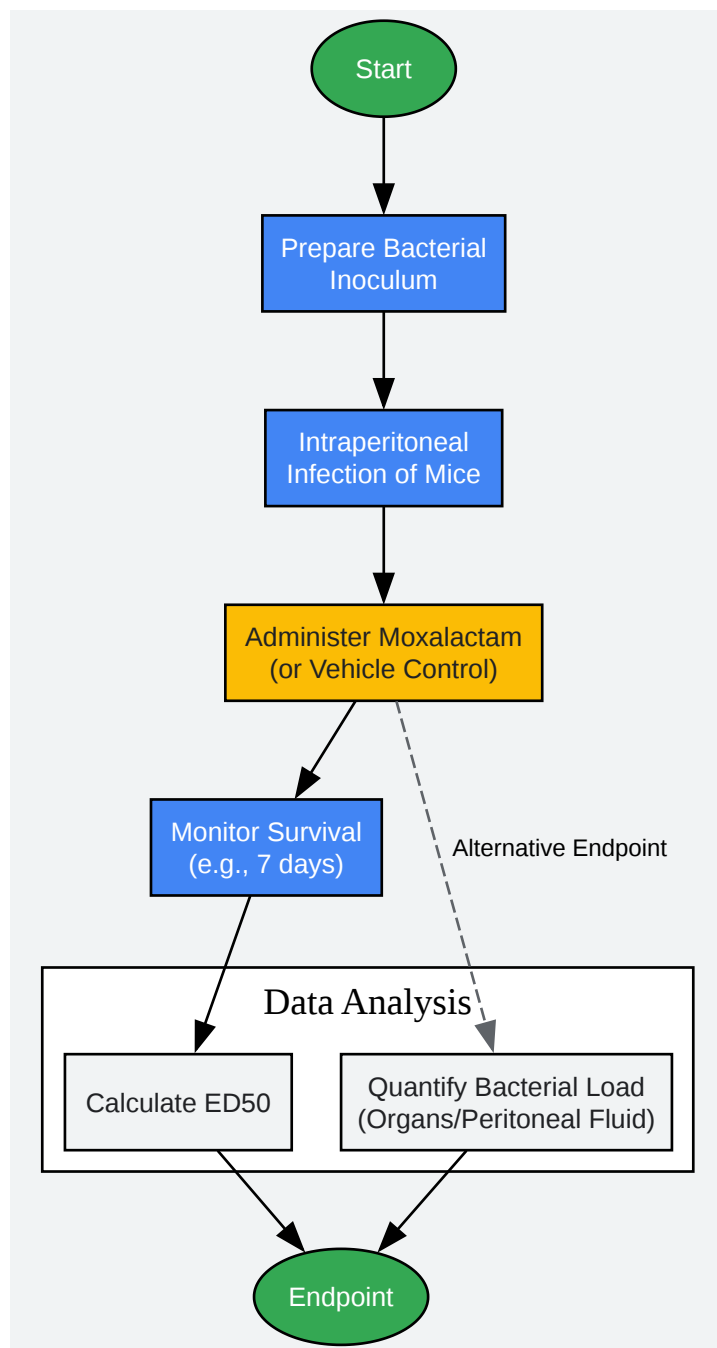 Start
Prepare Bacterial
Inoculum
Intraperitoneal
Infection of Mice
Administer Moxalactam
(or Vehicle Control)
Monitor Survival
(e.g., 7 days)
Alternative Endpoint
Data Analysis
Calculate ED50
Quantify Bacterial Load
(Organs/Peritoneal Fluid)
Endpoint